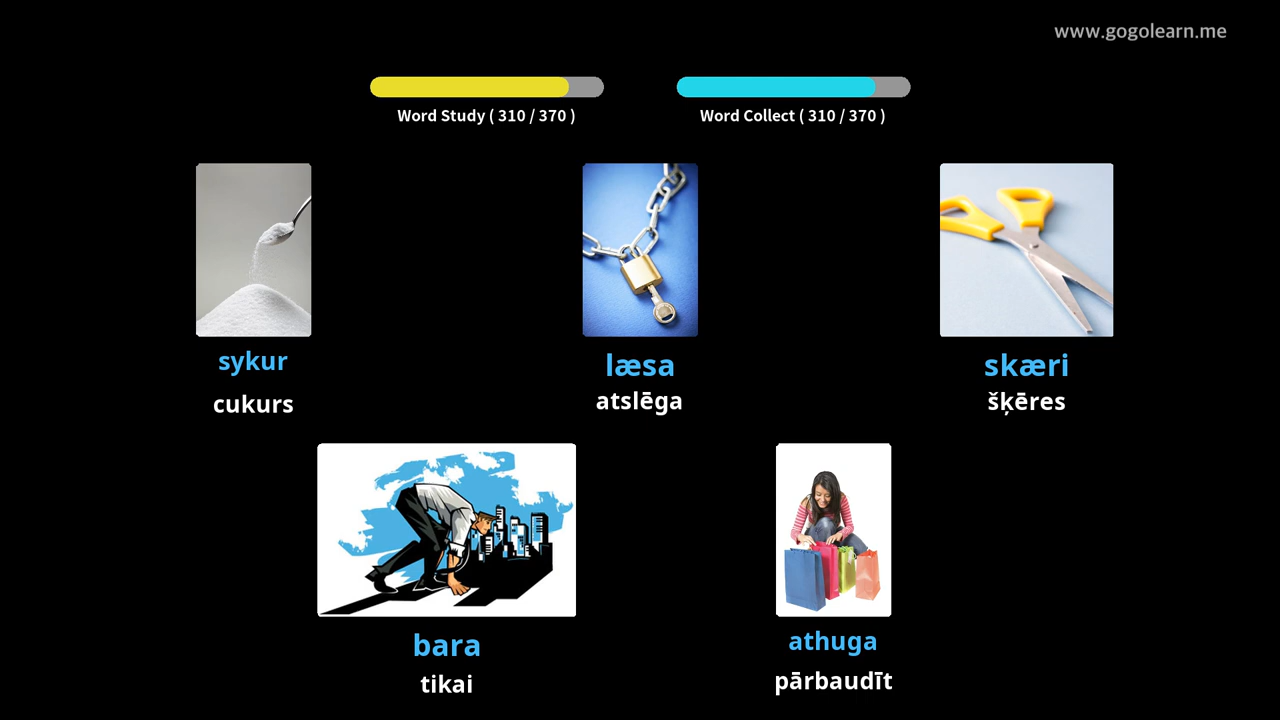 www.gogolearn.me
Word Study ( 310 / 370 )
Word Collect ( 310 / 370 )
sykur
cukurs
læsa
atslēga
skæri
šķēres
bara
tikai
athuga
pārbaudīt